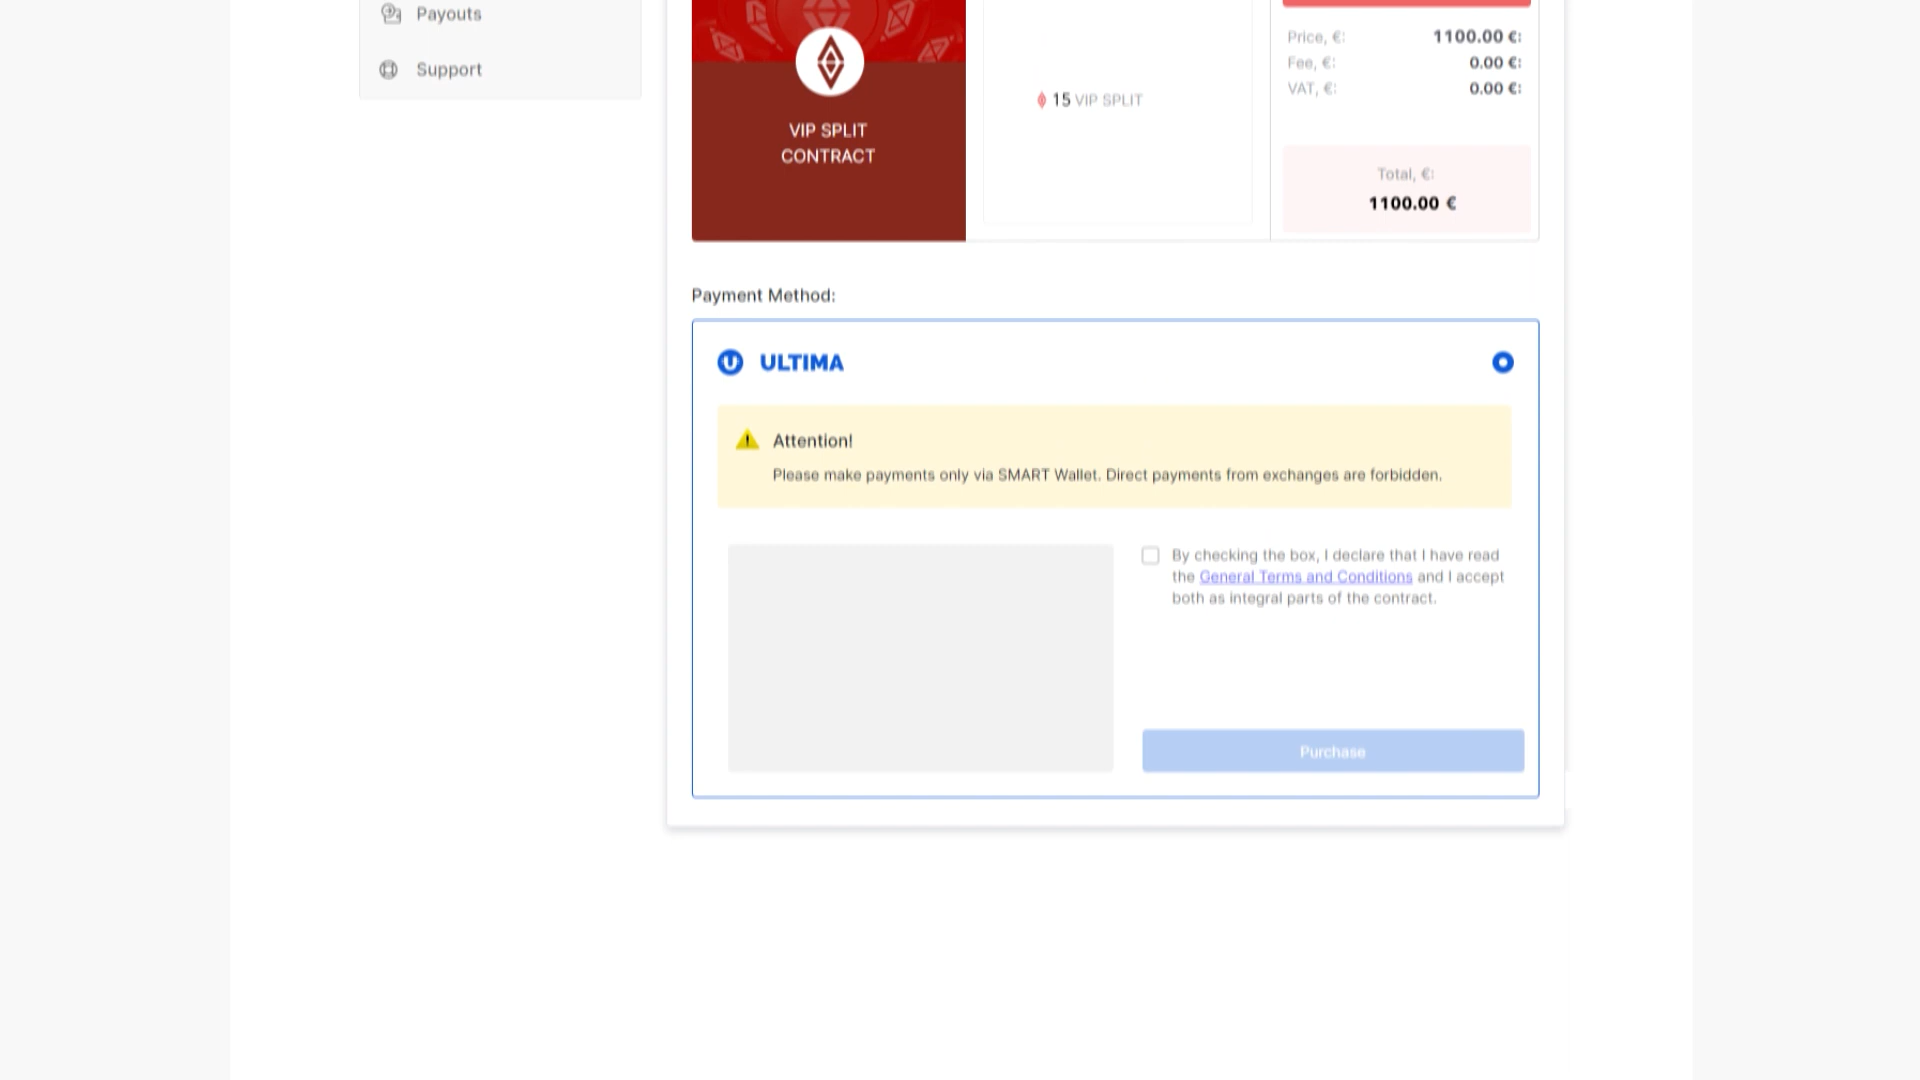 Payouts
Support
VIP SPLIT
CONTRACT
15 VIP SPLIT
Price, €: 1100.00 €:
Fee, €: 0.00 €:
VAT, €: 0.00 €:
Total, €:
1100.00 €
Payment Method:
ULTIMA
Attention!
Please make payments only via SMART Wallet. Direct payments from exchanges are forbidden.
By checking the box, I declare that I have read
the General Terms and Conditions and I accept
both as integral parts of the contract.
Purchase